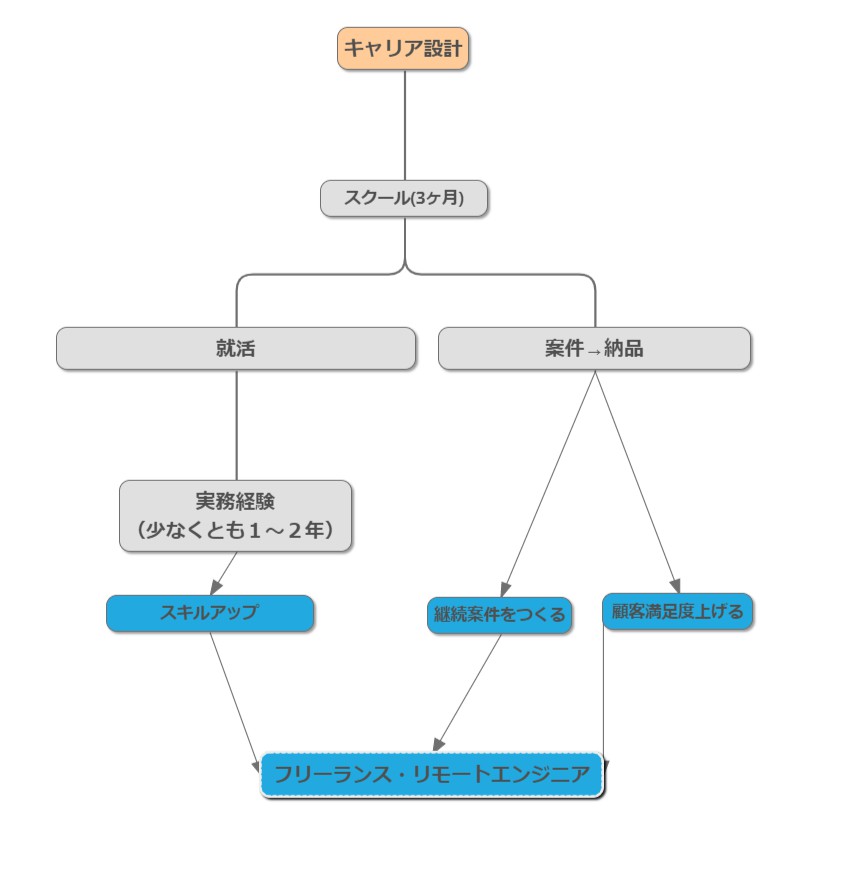 キャリア設計
スクール(3ヶ月)
就活
案件→納品
実務経験
（少なくとも１～２年）
スキルアップ
継続案件をつくる
顧客満足度上げる
フリーランス・リモートエンジニア